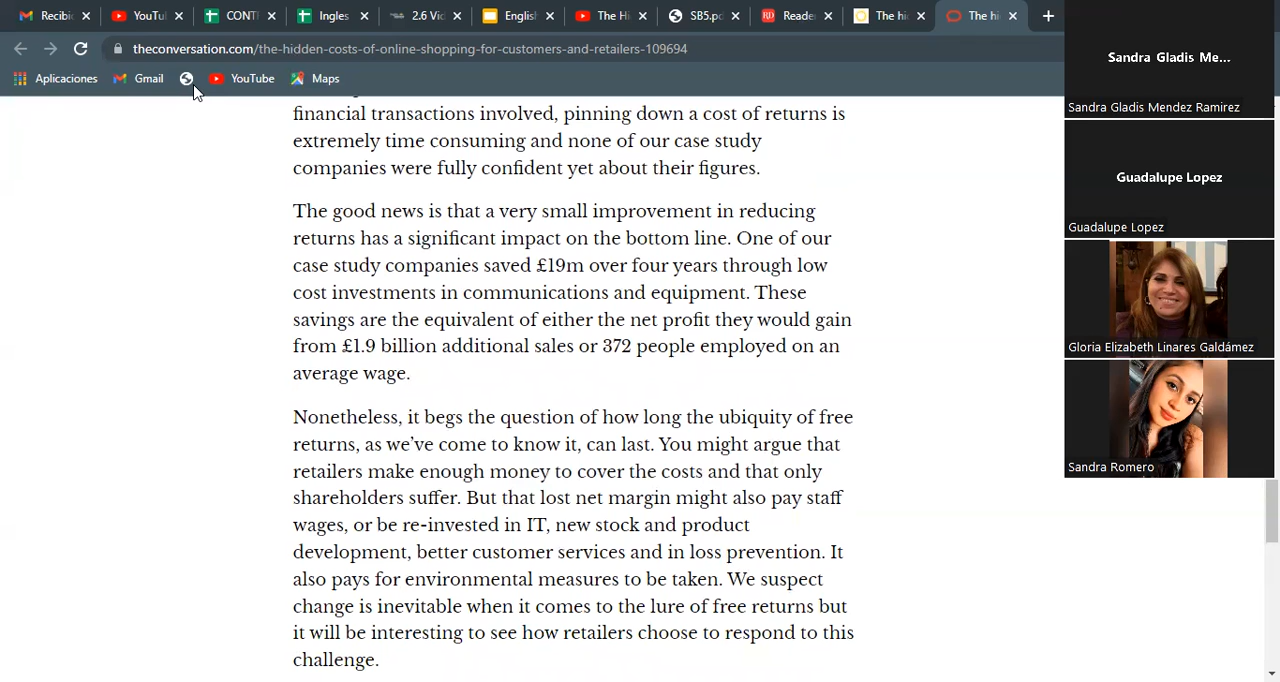 Recibi
YouTu
CONT
Ingles
2.6 Vid
English
The Hi
SB5.pd
Reade
The hi
The hi
theconversation.com/the-hidden-costs-of-online-shopping-for-customers-and-retailers-109694
Aplicaciones
Gmail
YouTube
Maps
financial transactions involved, pinning down a cost of returns is
extremely time consuming and none of our case study
companies were fully confident yet about their figures.
The good news is that a very small improvement in reducing
returns has a significant impact on the bottom line. One of our
case study companies saved £19m over four years through low
cost investments in communications and equipment. These
savings are the equivalent of either the net profit they would gain
from £1.9 billion additional sales or 372 people employed on an
average wage.
Nonetheless, it begs the question of how long the ubiquity of free
returns, as we’ve come to know it, can last. You might argue that
retailers make enough money to cover the costs and that only
shareholders suffer. But that lost net margin might also pay staff
wages, or be re-invested in IT, new stock and product
development, better customer services and in loss prevention. It
also pays for environmental measures to be taken. We suspect
change is inevitable when it comes to the lure of free returns but
it will be interesting to see how retailers choose to respond to this
challenge.
Sandra Gladis Me...
Sandra Gladis Mendez Ramirez
Guadalupe Lopez
Guadalupe Lopez
Gloria Elizabeth Linares Galdámez
Sandra Romero